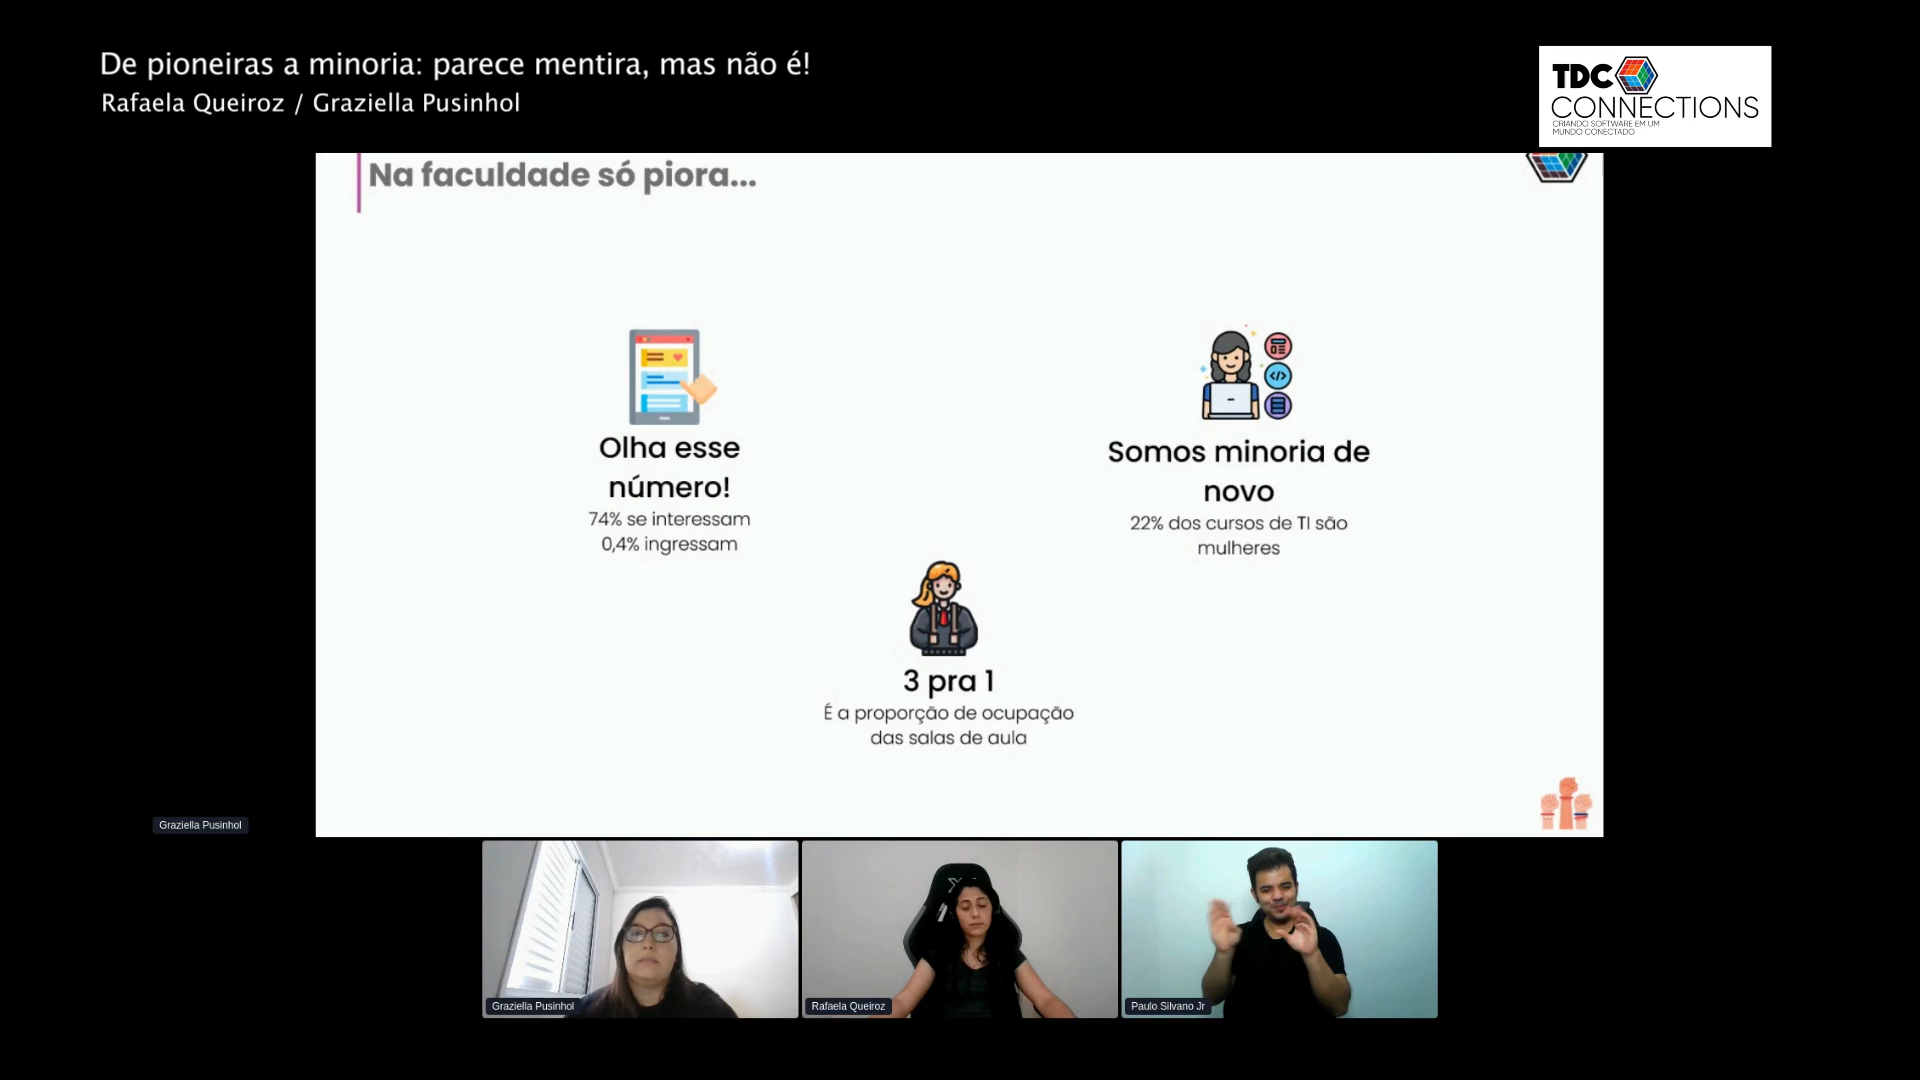 De pioneiras a minoria: parece mentira, mas não é!
Rafaela Queiroz / Graziella Pusinhol
TDC
CONNECTIONS
CRIANDO SOFTWARE EM UM
MUNDO CONECTADO
Na faculdade só piora...
Olha esse
número!
74% se interessam
0,4% ingressam
Somos minoria de
novo
22% dos cursos de TI são
mulheres
3 pra 1
É a proporção de ocupação
das salas de aula
Graziella Pusinhol
Graziella Pusinhol
Rafaela Queiroz
Paulo Silvano Jr